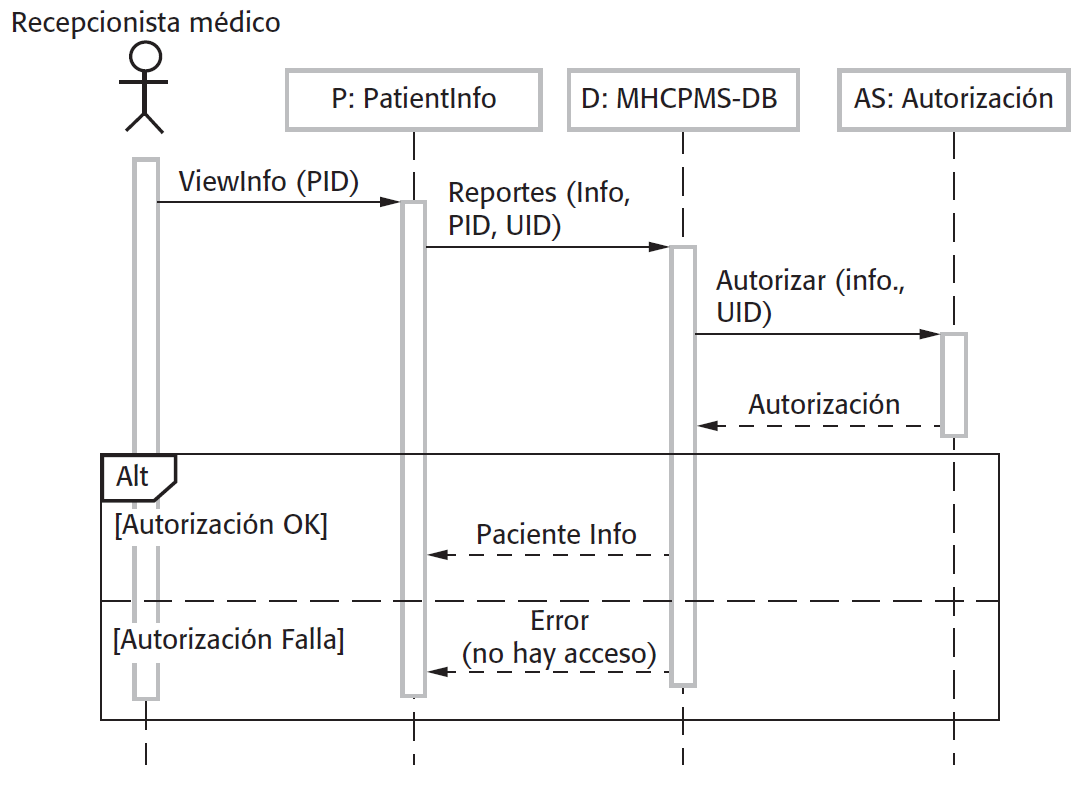 Recepcionista médico
P: PatientInfo
D: MHCPMS-DB
AS: Autorización
ViewInfo (PID)
Reportes (Info,
PID, UID)
Autorizar (info.,
UID)
Autorización
Alt
[Autorización OK]
Paciente Info
[Autorización Falla]
Error
(no hay acceso)